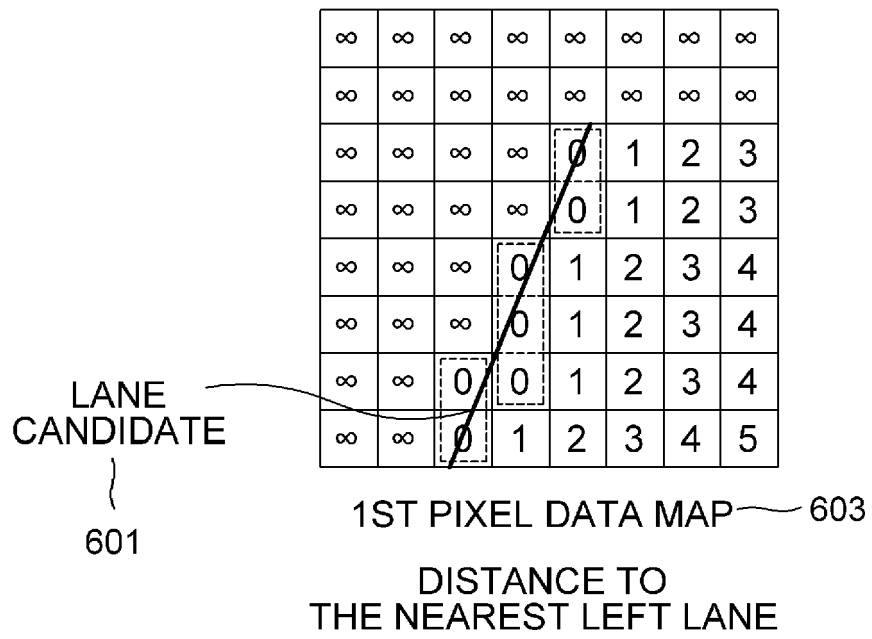 ∞ ∞ ∞ ∞ ∞ ∞ ∞ ∞
∞ ∞ ∞ ∞ ∞ ∞ ∞ ∞
∞ ∞ ∞ ∞ 0 1 2 3
∞ ∞ ∞ ∞ 0 1 2 3
∞ ∞ ∞ 0 1 2 3 4
∞ ∞ ∞ 0 1 2 3 4
∞ ∞ 0 0 1 2 3 4
∞ ∞ 0 1 2 3 4 5
LANE
CANDIDATE
601
1ST PIXEL DATA MAP 603
DISTANCE TO
THE NEAREST LEFT LANE